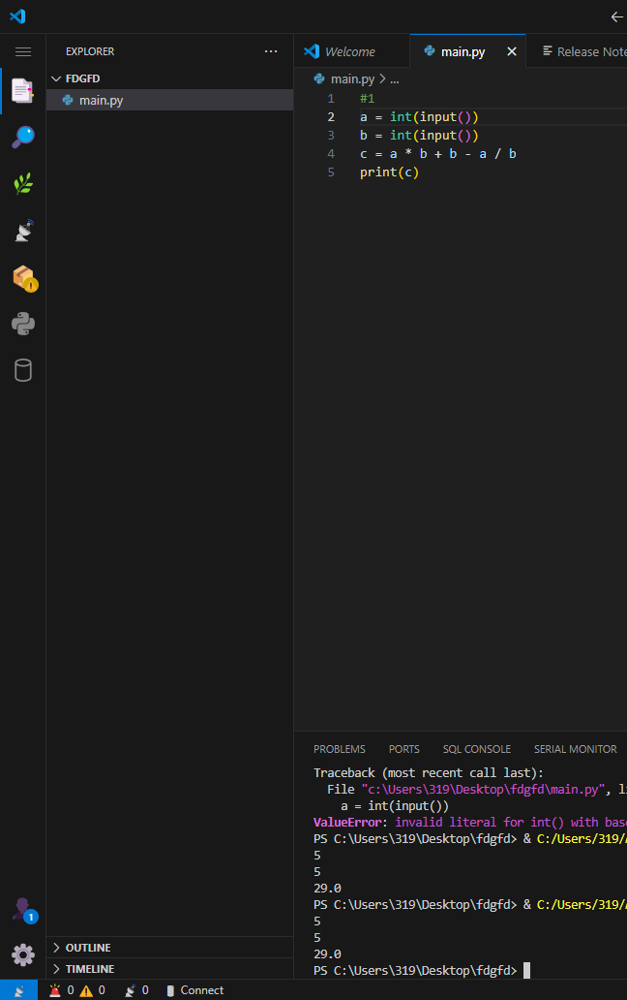 EXPLORER
FDGFD
main.py
Welcome
main.py
Release
main.py > ...
1 #1
2 a = int(input())
3 b = int(input())
4 c = a * b + b - a / b
5 print(c)
PROBLEMS PORTS SQL CONSOLE SERIAL MONITOR
Traceback (most recent call last):
File "c:\Users\319\Desktop\fdgfd\main.py",
a = int(input())
ValueError: invalid literal for int() with
PS C:\Users\319\Desktop\fdgfd> & C:/Users/319/
5
5
29.0
PS C:\Users\319\Desktop\fdgfd> & C:/Users/319/
5
5
29.0
PS C:\Users\319\Desktop\fdgfd>
1
OUTLINE
TIMELINE
0 0 0 Connect